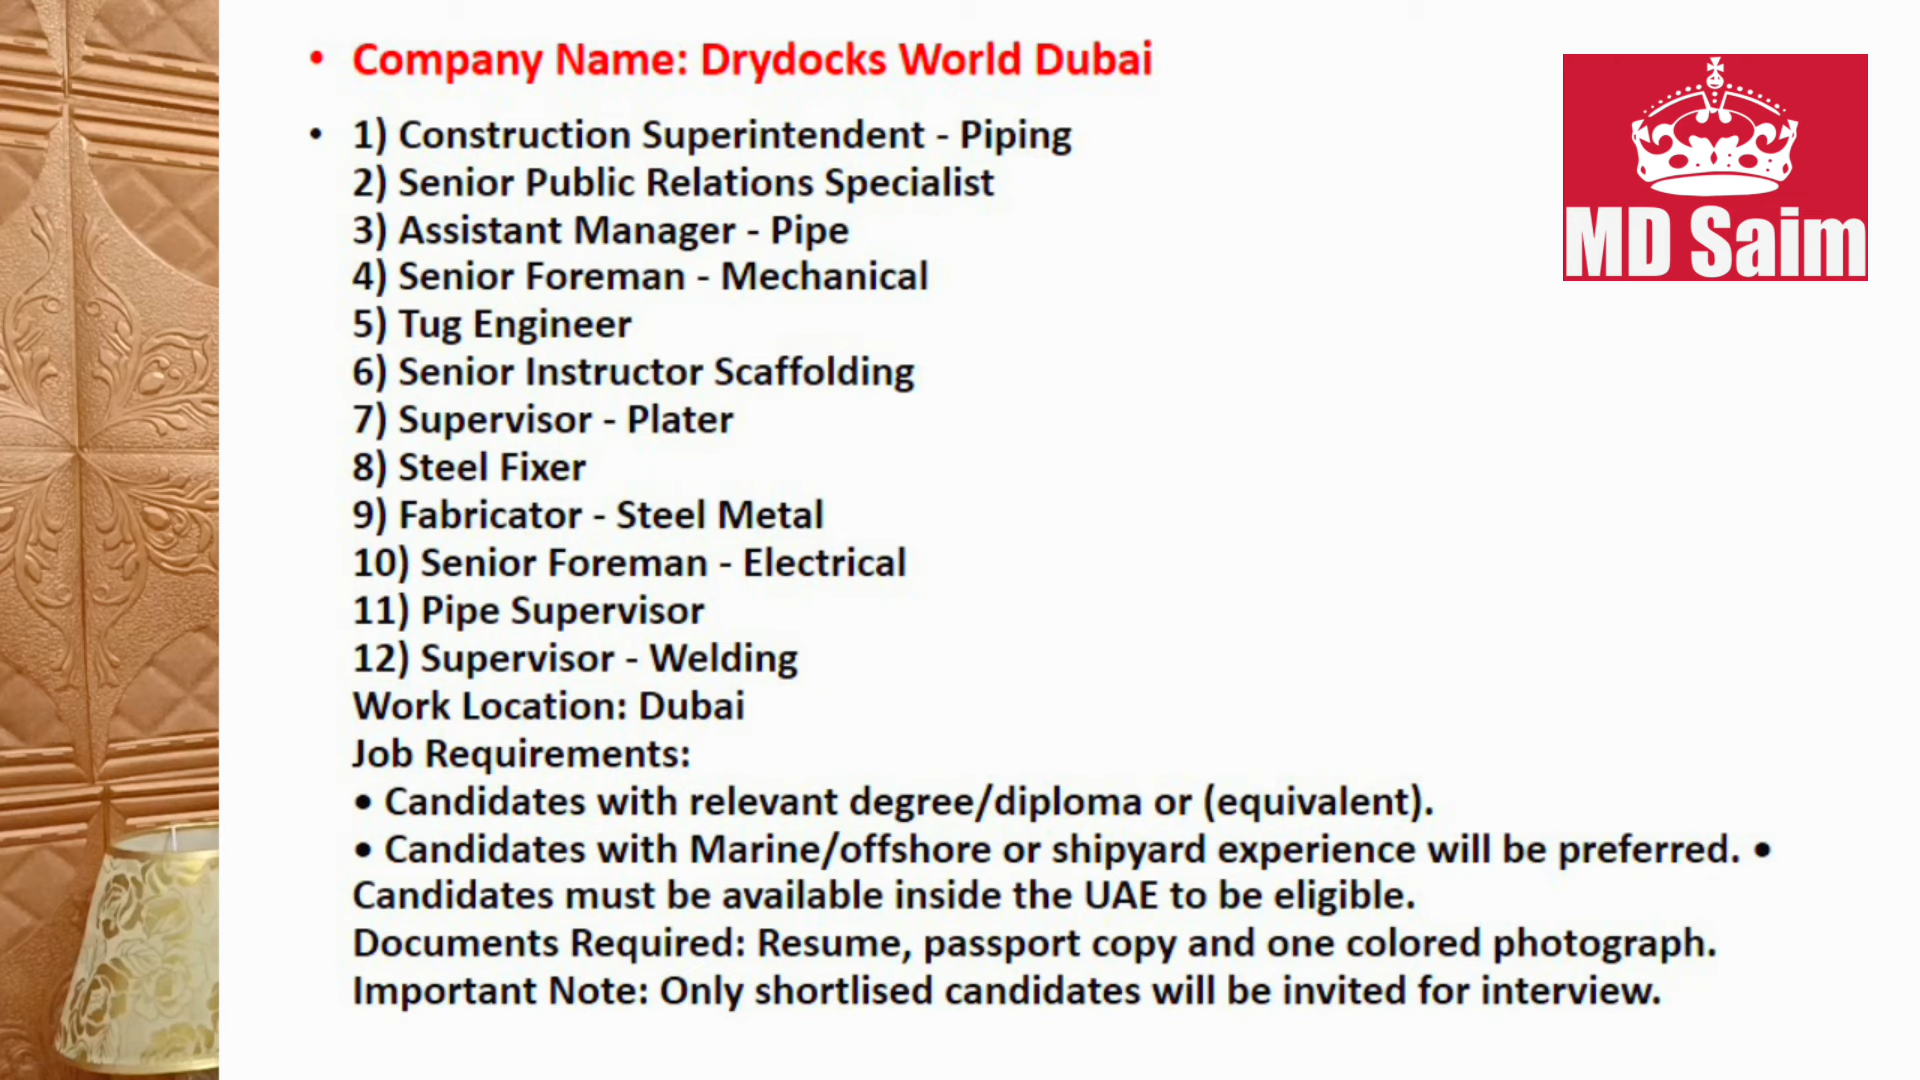 • Company Name: Drydocks World Dubai
• 1) Construction Superintendent - Piping
2) Senior Public Relations Specialist
3) Assistant Manager - Pipe
4) Senior Foreman - Mechanical
5) Tug Engineer
6) Senior Instructor Scaffolding
7) Supervisor - Plater
8) Steel Fixer
9) Fabricator - Steel Metal
10) Senior Foreman - Electrical
11) Pipe Supervisor
12) Supervisor - Welding
Work Location: Dubai
Job Requirements:
• Candidates with relevant degree/diploma or (equivalent).
• Candidates with Marine/offshore or shipyard experience will be preferred. •
Candidates must be available inside the UAE to be eligible.
Documents Required: Resume, passport copy and one colored photograph.
Important Note: Only shortlised candidates will be invited for interview.
MD Saim